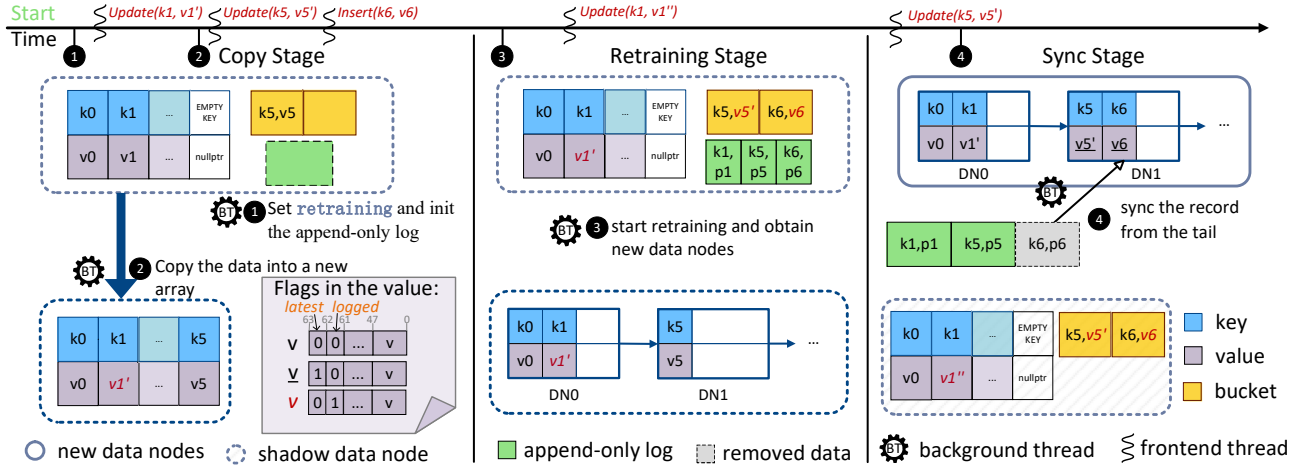 Start
Update(k1, v1')
Update(k5, v5')
Insert(k6, v6)
Update(k1, v1'')
Update(k5, v5')
Time
1
2
Copy Stage
3
Retraining Stage
4
Sync Stage
k0 k1 ... EMPTY KEY
v0 v1 ... nullptr
k5,v5
BT 1 Set retraining and init
the append-only log
BT 2 Copy the data into a new
array
k0 k1 ... k5
v0 v1' ... v5
Flags in the value:
latest logged
63 62 61 47 0
v 0 0 ... v
v 1 0 ... v
v 0 1 ... v
k0 k1 ... EMPTY KEY
v0 v1' ... nullptr
k5,v5' k6,v6
k1, k5, k6,
p1 p5 p6
BT 3 start retraining and obtain
new data nodes
k0 k1
v0 v1'
DN0
k5
v5
DN1
...
k0 k1
v0 v1'
DN0
k5 k6
v5' v6
DN1
...
BT
4 sync the record
from the tail
k1,p1 k5,p5 k6,p6
k0 k1 ... EMPTY KEY
v0 v1'' ... nullptr
k5,v5' k6,v6
key
value
bucket
new data nodes
shadow data node
append-only log
removed data
BT background thread
frontend thread